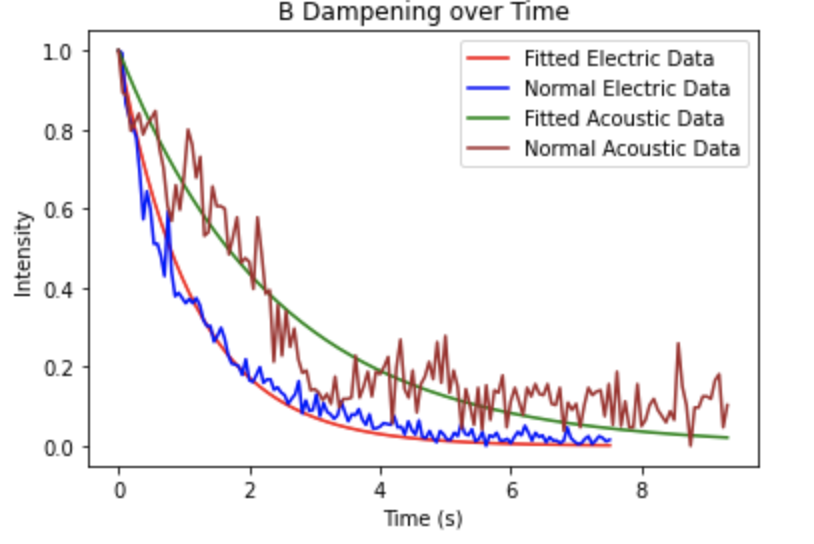 B Dampening over Time
1.0
0.8
0.6
0.4
0.2
0.0
Intensity
Fitted Electric Data
Normal Electric Data
Fitted Acoustic Data
Normal Acoustic Data
0 2 4 6 8
Time (s)